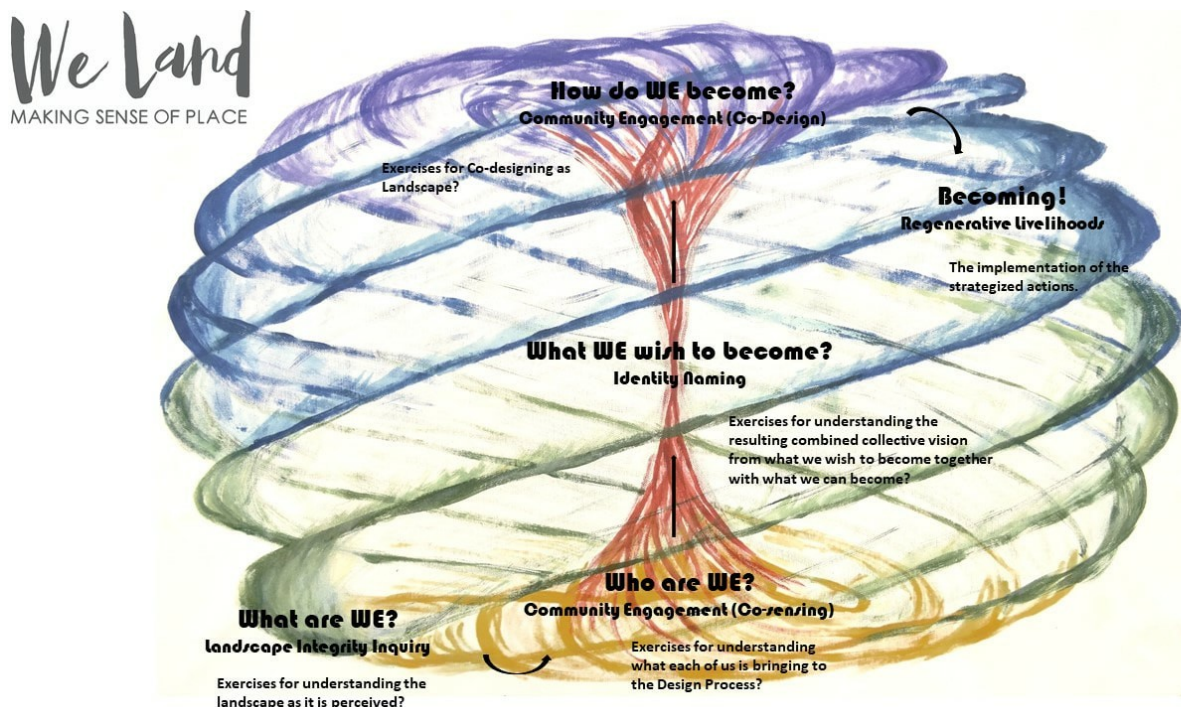 We Land
MAKING SENSE OF PLACE
How do WE become?
Community Engagement (Co-Design)
Exercises for Co-designing as
Landscape?
Becoming!
Regenerative Livelihoods
The implementation of the
strategized actions.
What WE wish to become?
Identity Naming
Exercises for understanding the
resulting combined collective vision
from what we wish to become together
with what we can become?
Who are WE?
Community Engagement (Co-sensing)
Exercises for understanding
what each of us is bringing to
the Design Process?
What are WE?
Landscape Integrity Inquiry
Exercises for understanding the
landscape as it is perceived?